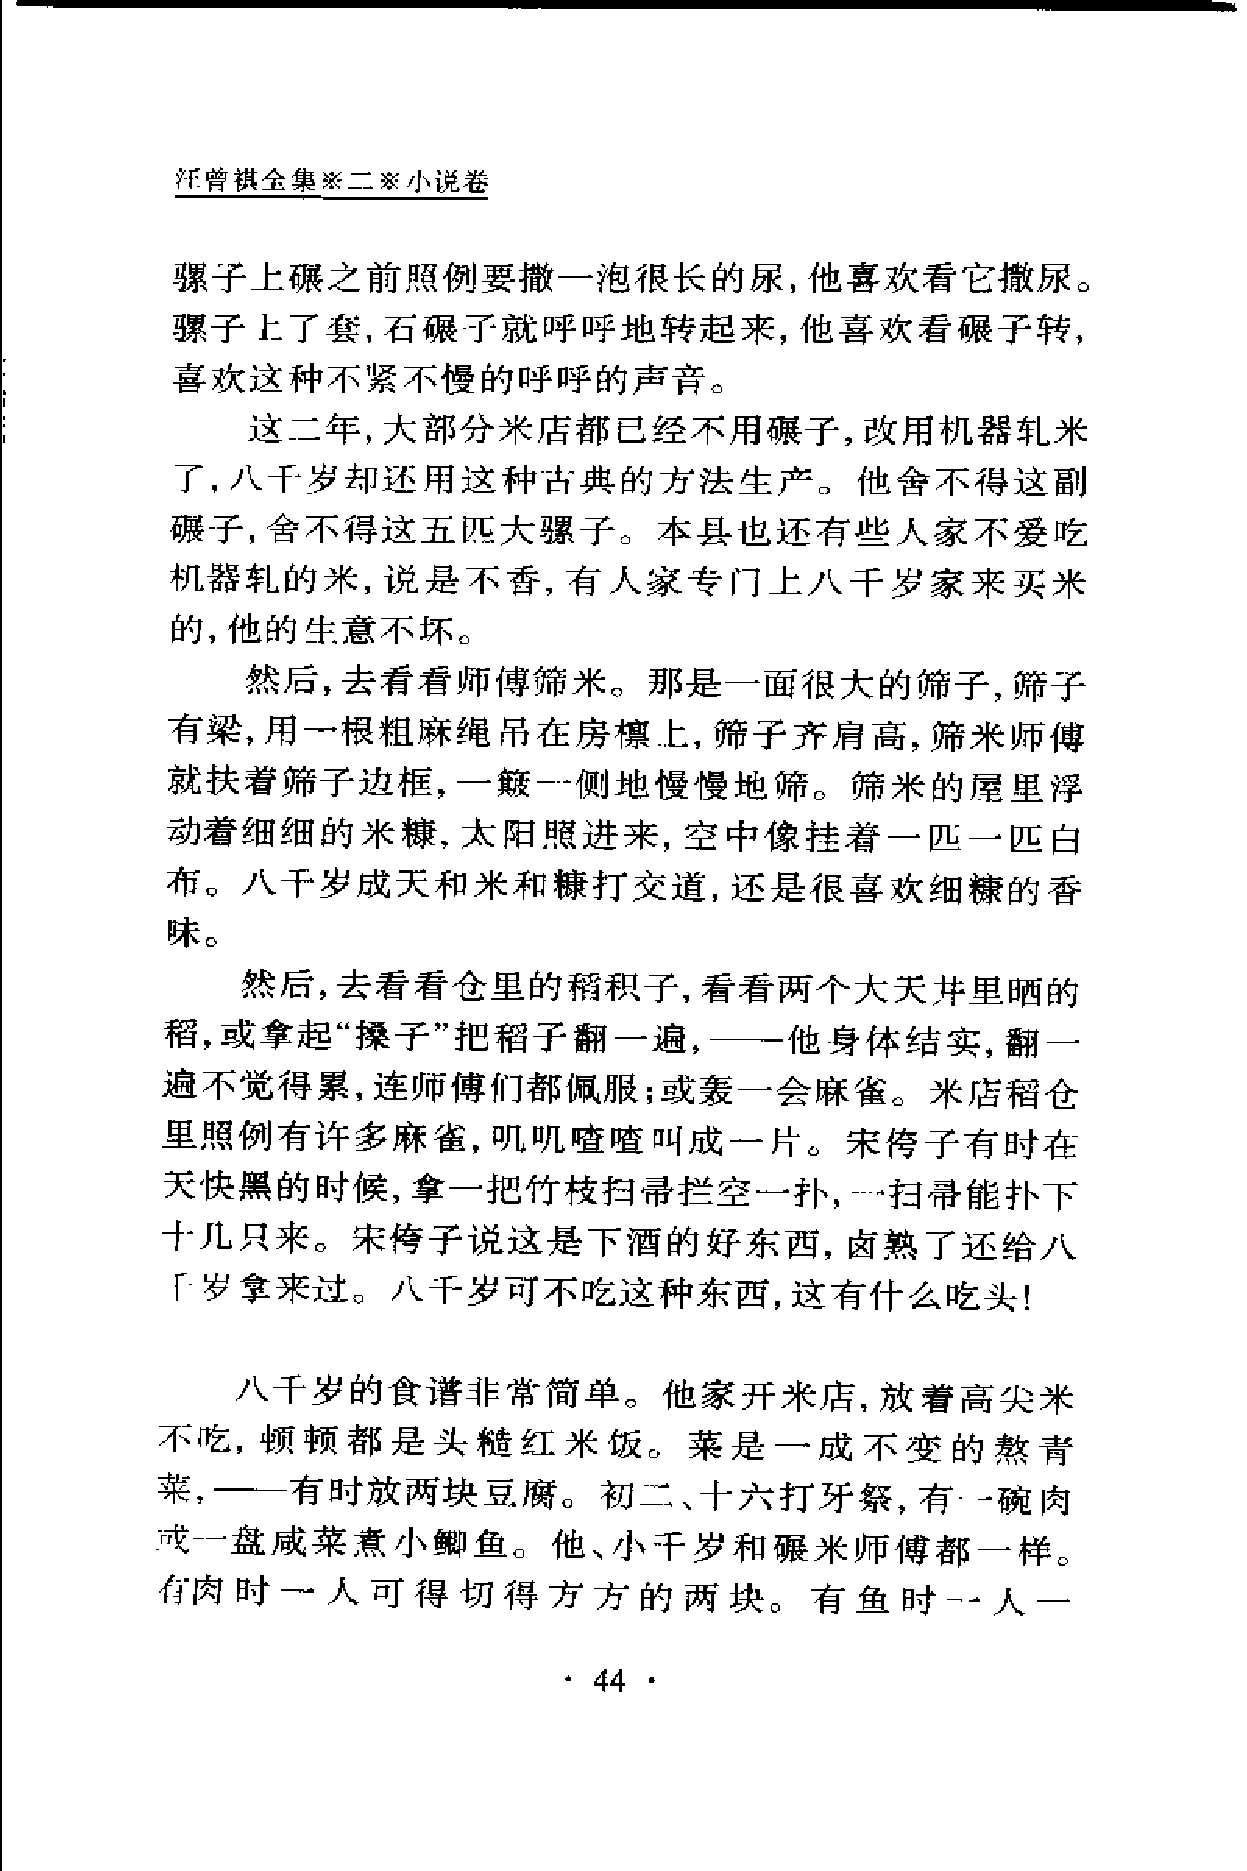 汪曾祺全集※二※小说卷
骡子上碾之前照例要撒一泡很长的尿,他喜欢看它撒尿。
骡子上了套,石碾子就呼呼地转起来,他喜欢看碾子转,
喜欢这种不紧不慢的呼呼的声音。
这二年,大部分米店都已经不用碾子,改用机器轧米
了,八千岁却还用这种古典的方法生产。他舍不得这副
碾子,舍不得这五匹大骡子。本县也还有些人家不爱吃
机器轧的米,说是不香,有人家专门上八千岁家来买米
的,他的生意不坏。
然后,去看看师傅筛米。那是一面很大的筛子,筛子
有梁,用一根粗麻绳吊在房檩上,筛子齐肩高,筛米师傅
就扶着筛子边框,一簸一侧地慢慢地筛。筛米的屋里浮
动着细细的米糠,太阳照进来,空中像挂着一匹一匹白
布。八千岁成天和米和糠打交道,还是很喜欢细糠的香
味。
然后,去看看仓里的稻积子,看看两个大天井里晒的
稻,或拿起“搡子”把稻子翻一遍,——他身体结实,翻一
遍不觉得累,连师傅们都佩服;或轰一会麻雀。米店稻仓
里照例有许多麻雀,叽叽喳喳叫成一片。宋侉子有时在
天快黑的时候,拿一把竹枝扫帚拦空一扑,一扫帚能扑下
十几只来。宋侉子说这是下酒的好东西,卤熟了还给八
千岁拿来过。八千岁可不吃这种东西,这有什么吃头!
八千岁的食谱非常简单。他家开米店,放着高尖米
不吃,顿顿都是头糙红米饭。菜是一成不变的熬青
菜,——有时放两块豆腐。初二、十六打牙祭,有一碗肉
或一盘咸菜煮小鲫鱼。他、小千岁和碾米师傅都一样。
有肉时一人可得切得方方的两块。有鱼时一人一
· 44 ·